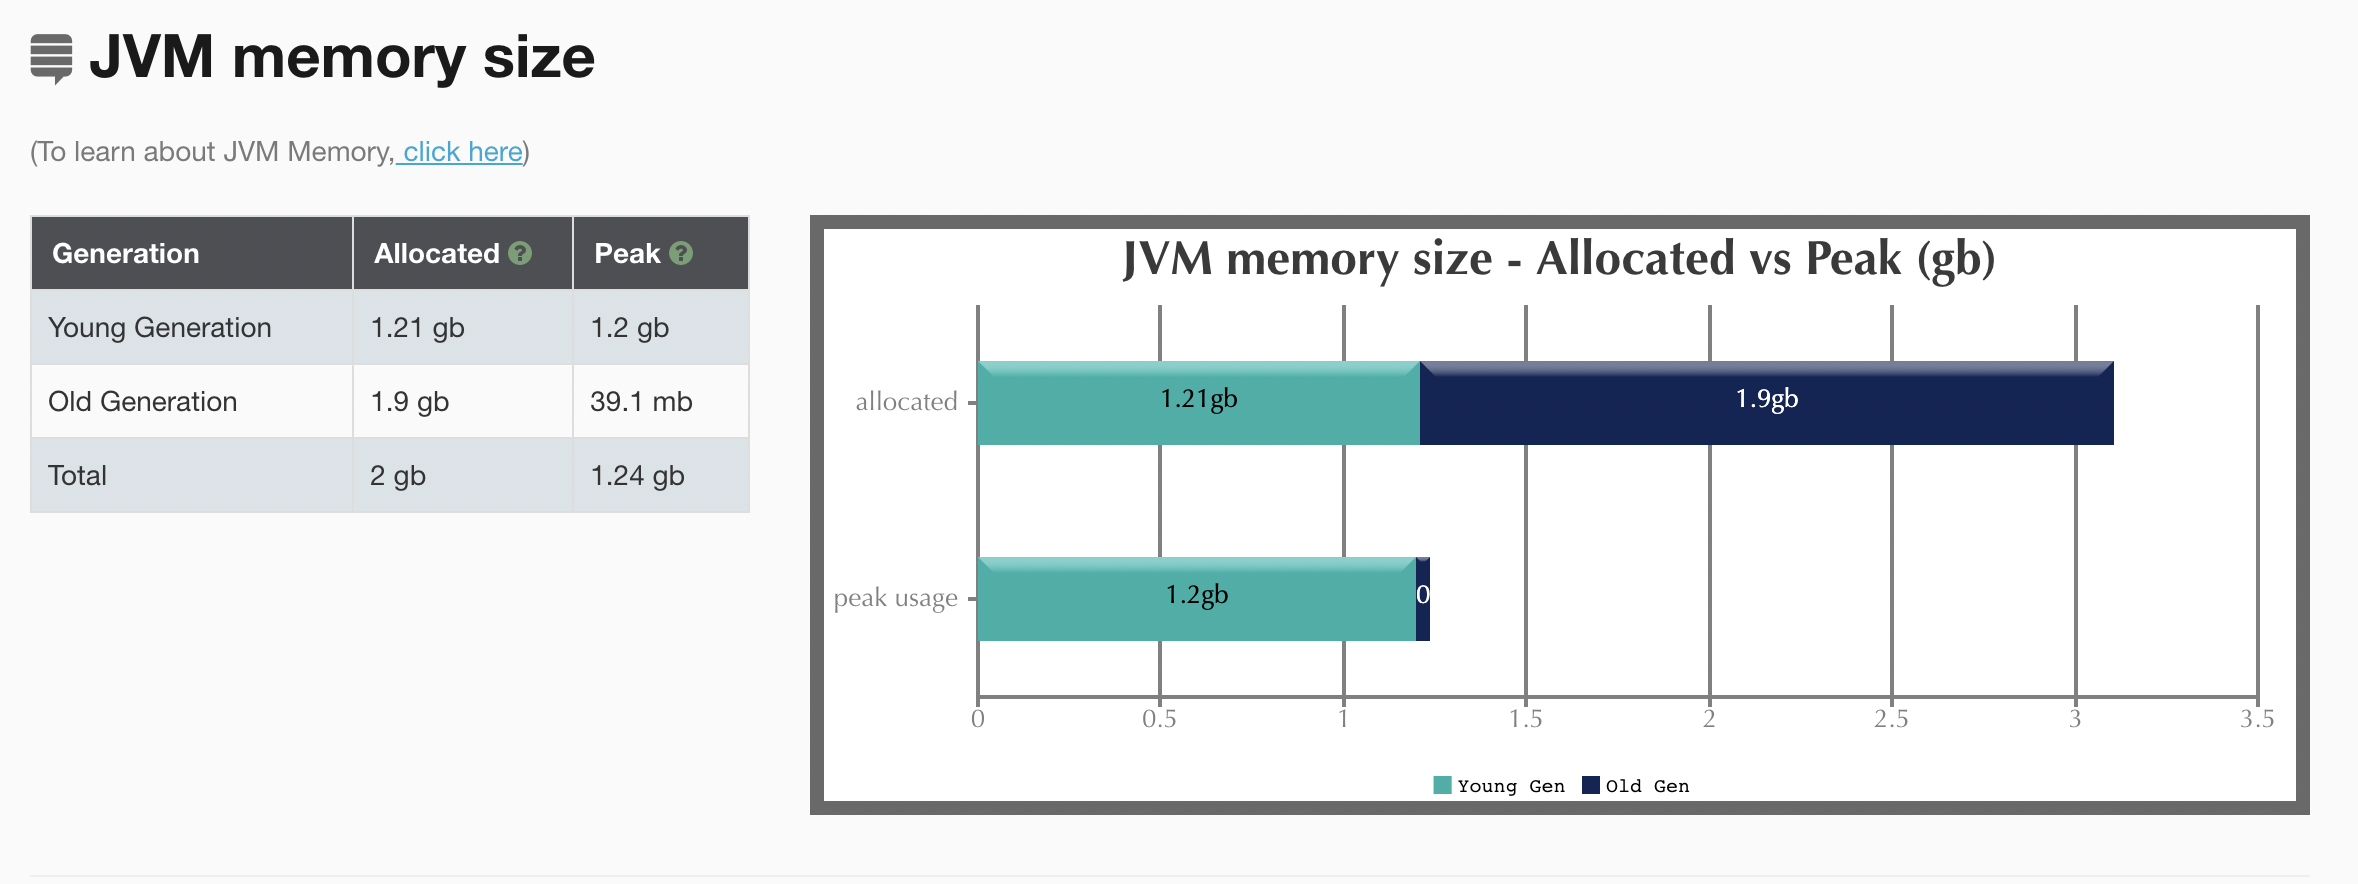 JVM memory size
(To learn about JVM Memory, click here)
Generation Allocated ? Peak ?
Young Generation 1.21 gb 1.2 gb
Old Generation 1.9 gb 39.1 mb
Total 2 gb 1.24 gb
JVM memory size - Allocated vs Peak (gb)
allocated 1.21gb 1.9gb
peak usage 1.2gb 0
0 0.5 1 1.5 2 2.5 3 3.5
Young Gen Old Gen